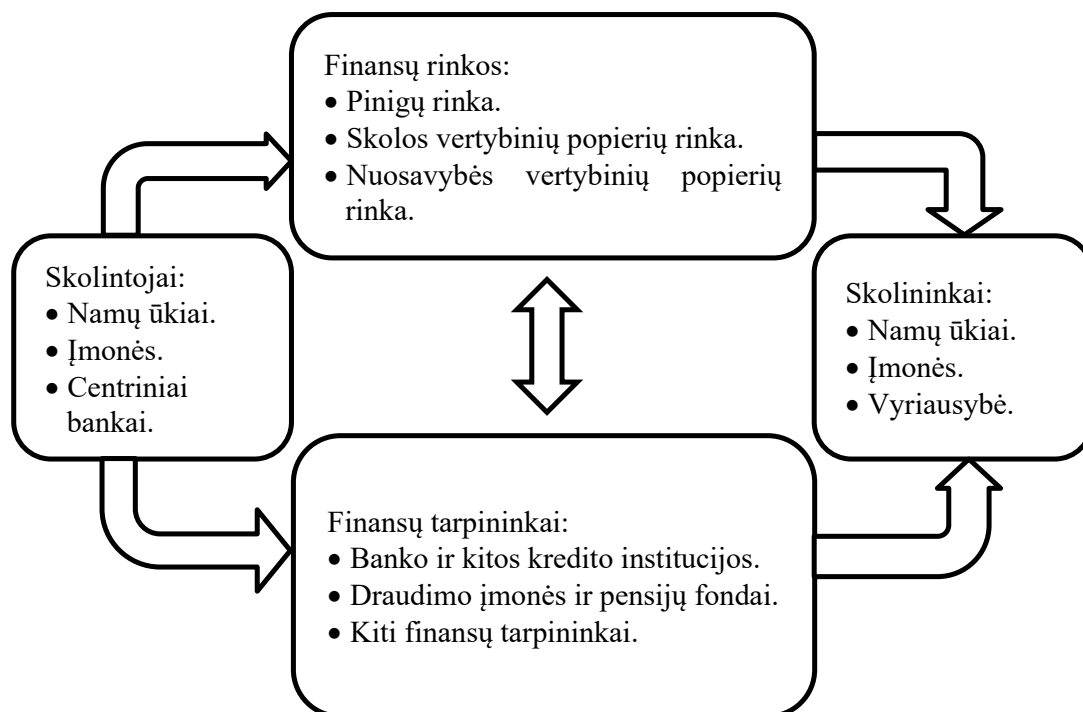 Finansų rinkos:
• Pinigų rinka.
• Skolos vertybinių popierių rinka.
• Nuosavybės vertybinių popierių
rinka.
Skolintojai:
• Namų ūkiai.
• Įmonės.
• Centriniai
bankai.
Skolininkai:
• Namų ūkiai.
• Įmonės.
• Vyriausybė.
Finansų tarpininkai:
• Banko ir kitos kredito institucijos.
• Draudimo įmonės ir pensijų fondai.
• Kiti finansų tarpininkai.